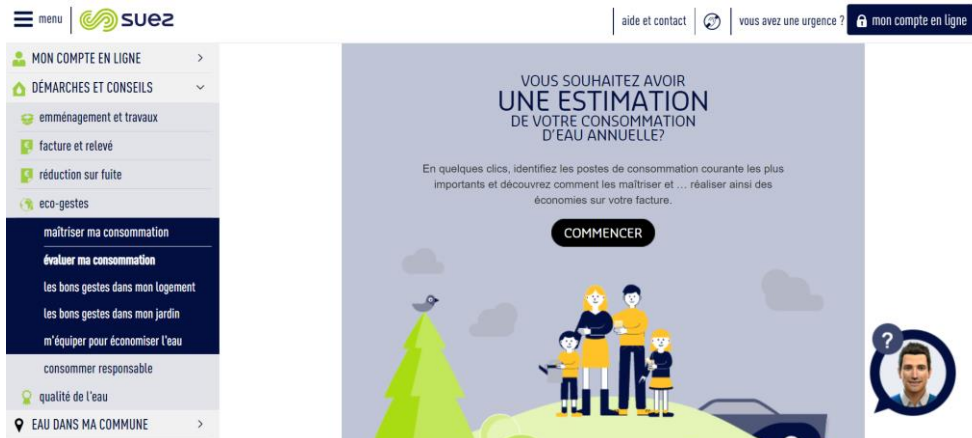 menu
suez
aide et contact
vous avez une urgence ?
mon compte en ligne
MON COMPTE EN LIGNE
DÉMARCHES ET CONSEILS
emménagement et travaux
facture et relevé
réduction sur fuite
eco-gestes
maîtriser ma consommation
évaluer ma consommation
les bons gestes dans mon logement
les bons gestes dans mon jardin
m'équiper pour économiser l'eau
consommer responsable
qualité de l'eau
EAU DANS MA COMMUNE
VOUS SOUHAITEZ AVOIR
UNE ESTIMATION
DE VOTRE CONSOMMATION
D'EAU ANNUELLE?
En quelques clics, identifiez les postes de consommation courante les plus
importants et découvrez comment les maîtriser et … réaliser ainsi des
économies sur votre facture.
COMMENCER
?